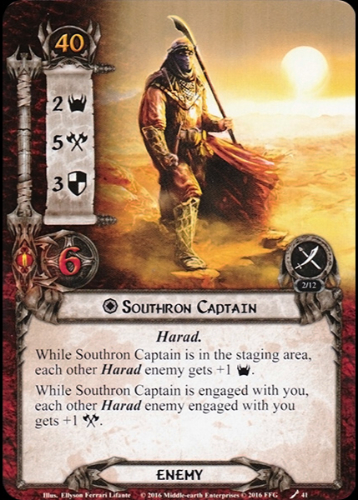 40
2
5
3
6
2/12
Southron Captain
Harad.
While Southron Captain is in the staging area,
each other Harad enemy gets +1 .
While Southron Captain is engaged with you,
each other Harad enemy engaged with you
gets +1 .
ENEMY
Illus. Ellyson Ferrari Lifante © 2016 Middle-earth Enterprises © 2016 FFG 41